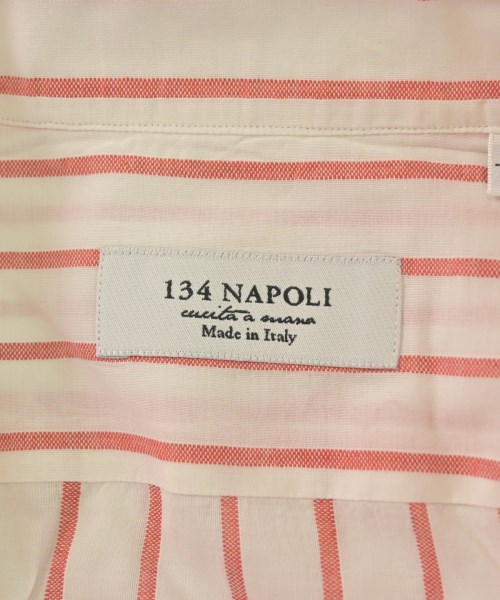 134 NAPOLI
cucita a mano
Made in Italy